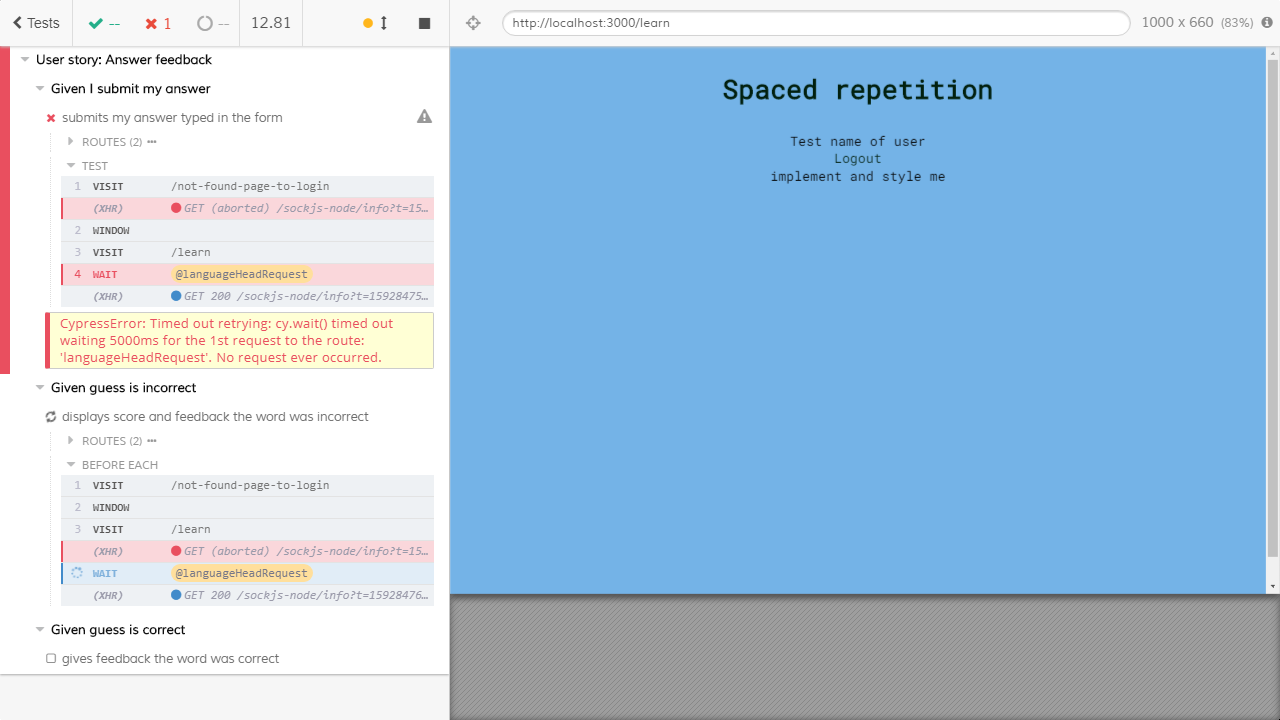 Tests
--
1
--
12.81
http://localhost:3000/learn
1000 x 660 (83%)
User story: Answer feedback
Given I submit my answer
submits my answer typed in the form
ROUTES (2)
TEST
1 VISIT /not-found-page-to-login
(XHR) GET (aborted) /sockjs-node/info?t=15…
2 WINDOW
3 VISIT /learn
4 WAIT @languageHeadRequest
(XHR) GET 200 /sockjs-node/info?t=15928475…
CypressError: Timed out retrying: cy.wait() timed out
waiting 5000ms for the 1st request to the route:
'languageHeadRequest'. No request ever occurred.
Given guess is incorrect
displays score and feedback the word was incorrect
ROUTES (2)
BEFORE EACH
1 VISIT /not-found-page-to-login
2 WINDOW
3 VISIT /learn
(XHR) GET (aborted) /sockjs-node/info?t=15…
WAIT @languageHeadRequest
(XHR) GET 200 /sockjs-node/info?t=15928476…
Given guess is correct
gives feedback the word was correct
Spaced repetition
Test name of user
Logout
implement and style me